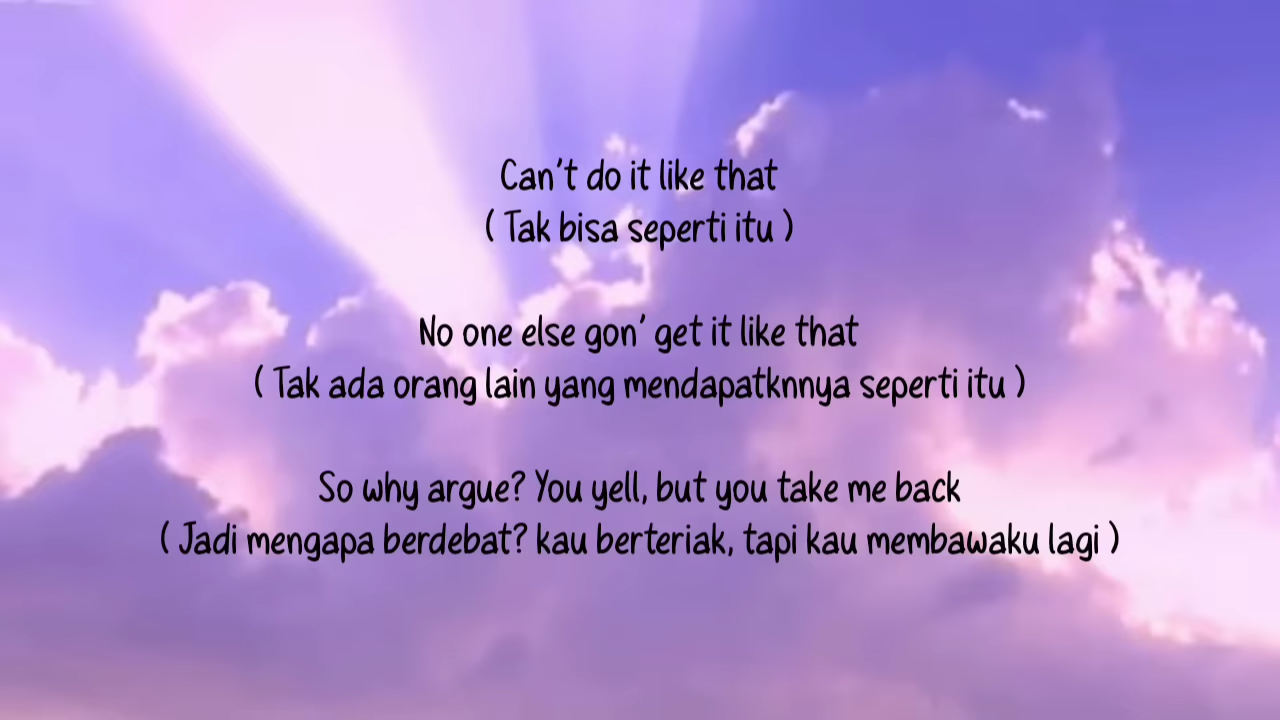 Can't do it like that
( Tak bisa seperti itu )
No one else gon' get it like that
( Tak ada orang lain yang mendapatknnya seperti itu )
So why argue? You yell, but you take me back
( Jadi mengapa berdebat? kau berteriak, tapi kau membawaku lagi )